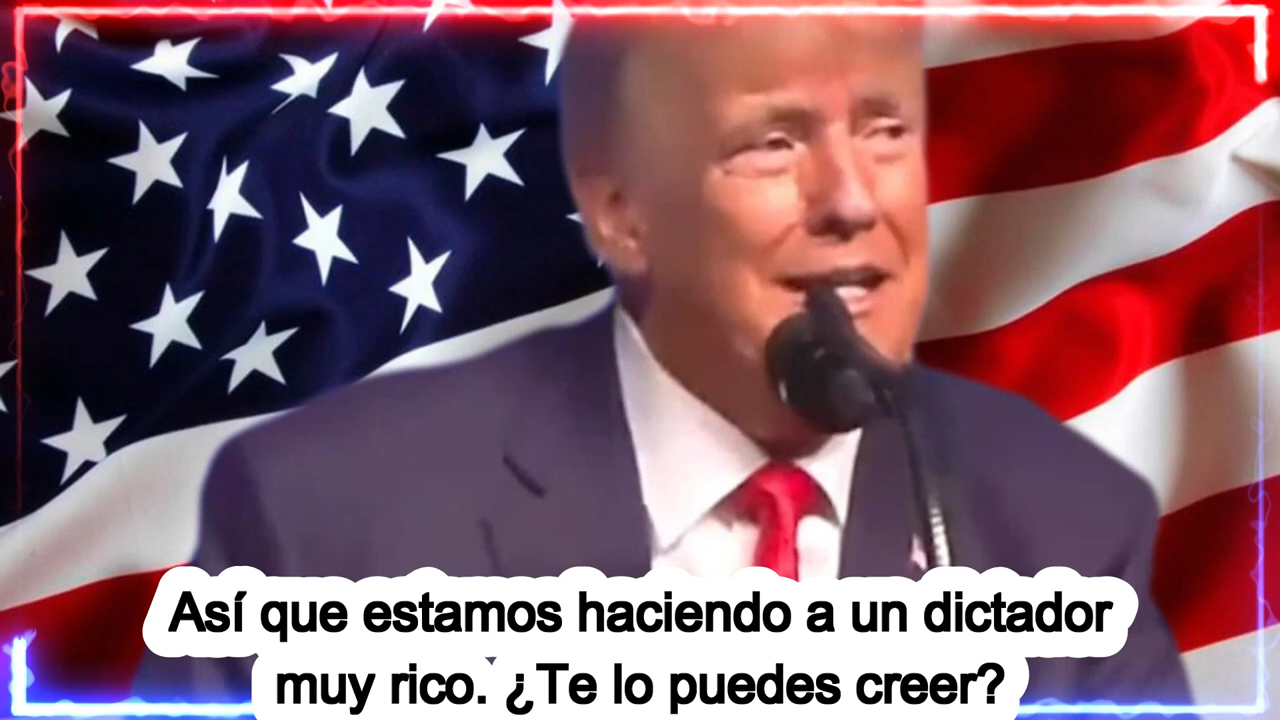 Así que estamos haciendo a un dictador
muy rico. ¿Te lo puedes creer?